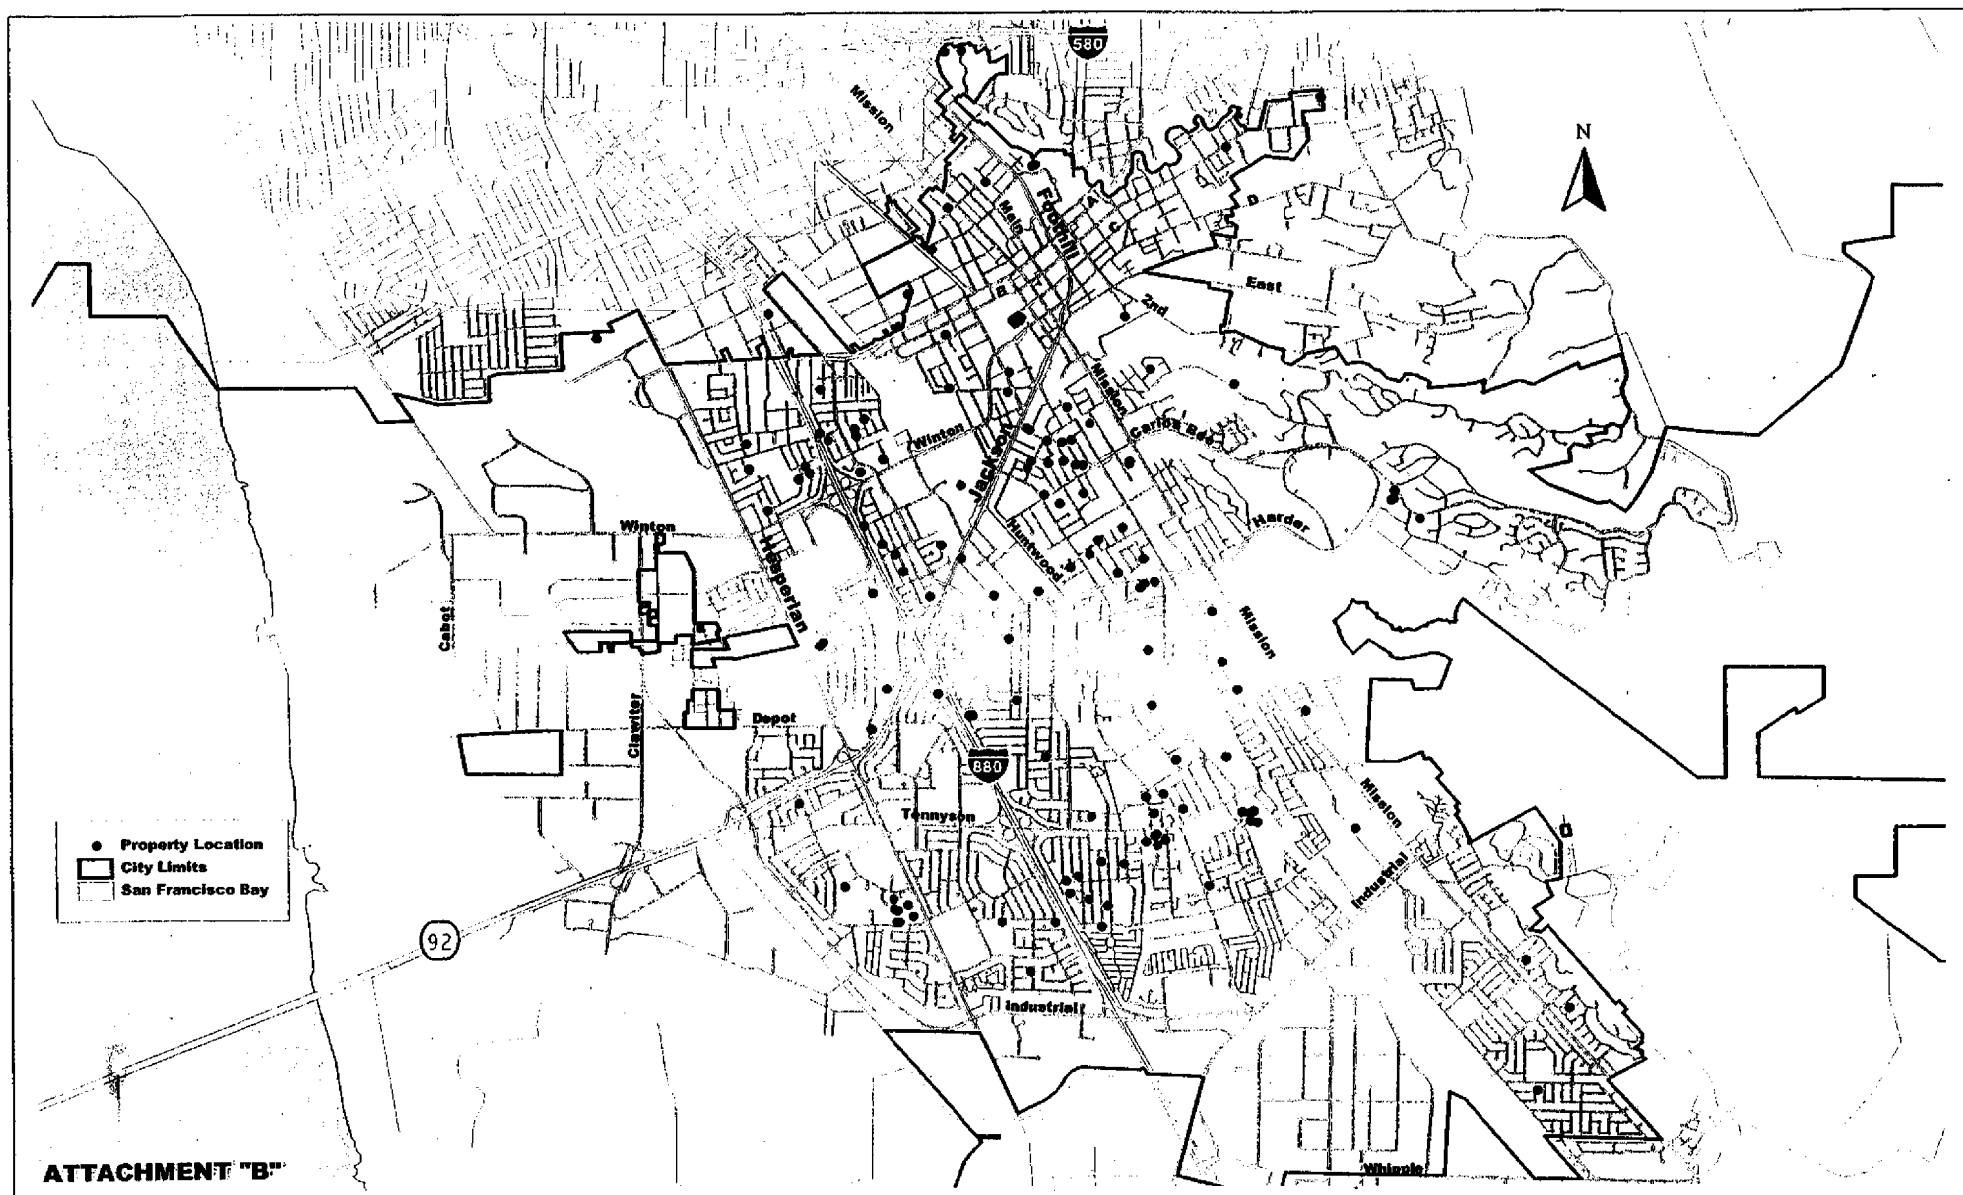 580
Mission
N
Foothill
Main
A
C
D
B
East
2nd
Mission
Carlos Bee
Winton
Jackson
Winton
Harder
Huntwood
Hesperian
Cabot
Mission
Clawiter
Depot
880
Mission
Tennyson
Property Location
City Limits
San Francisco Bay
Industrial
92
Industrial
ATTACHMENT "B"
Whipple